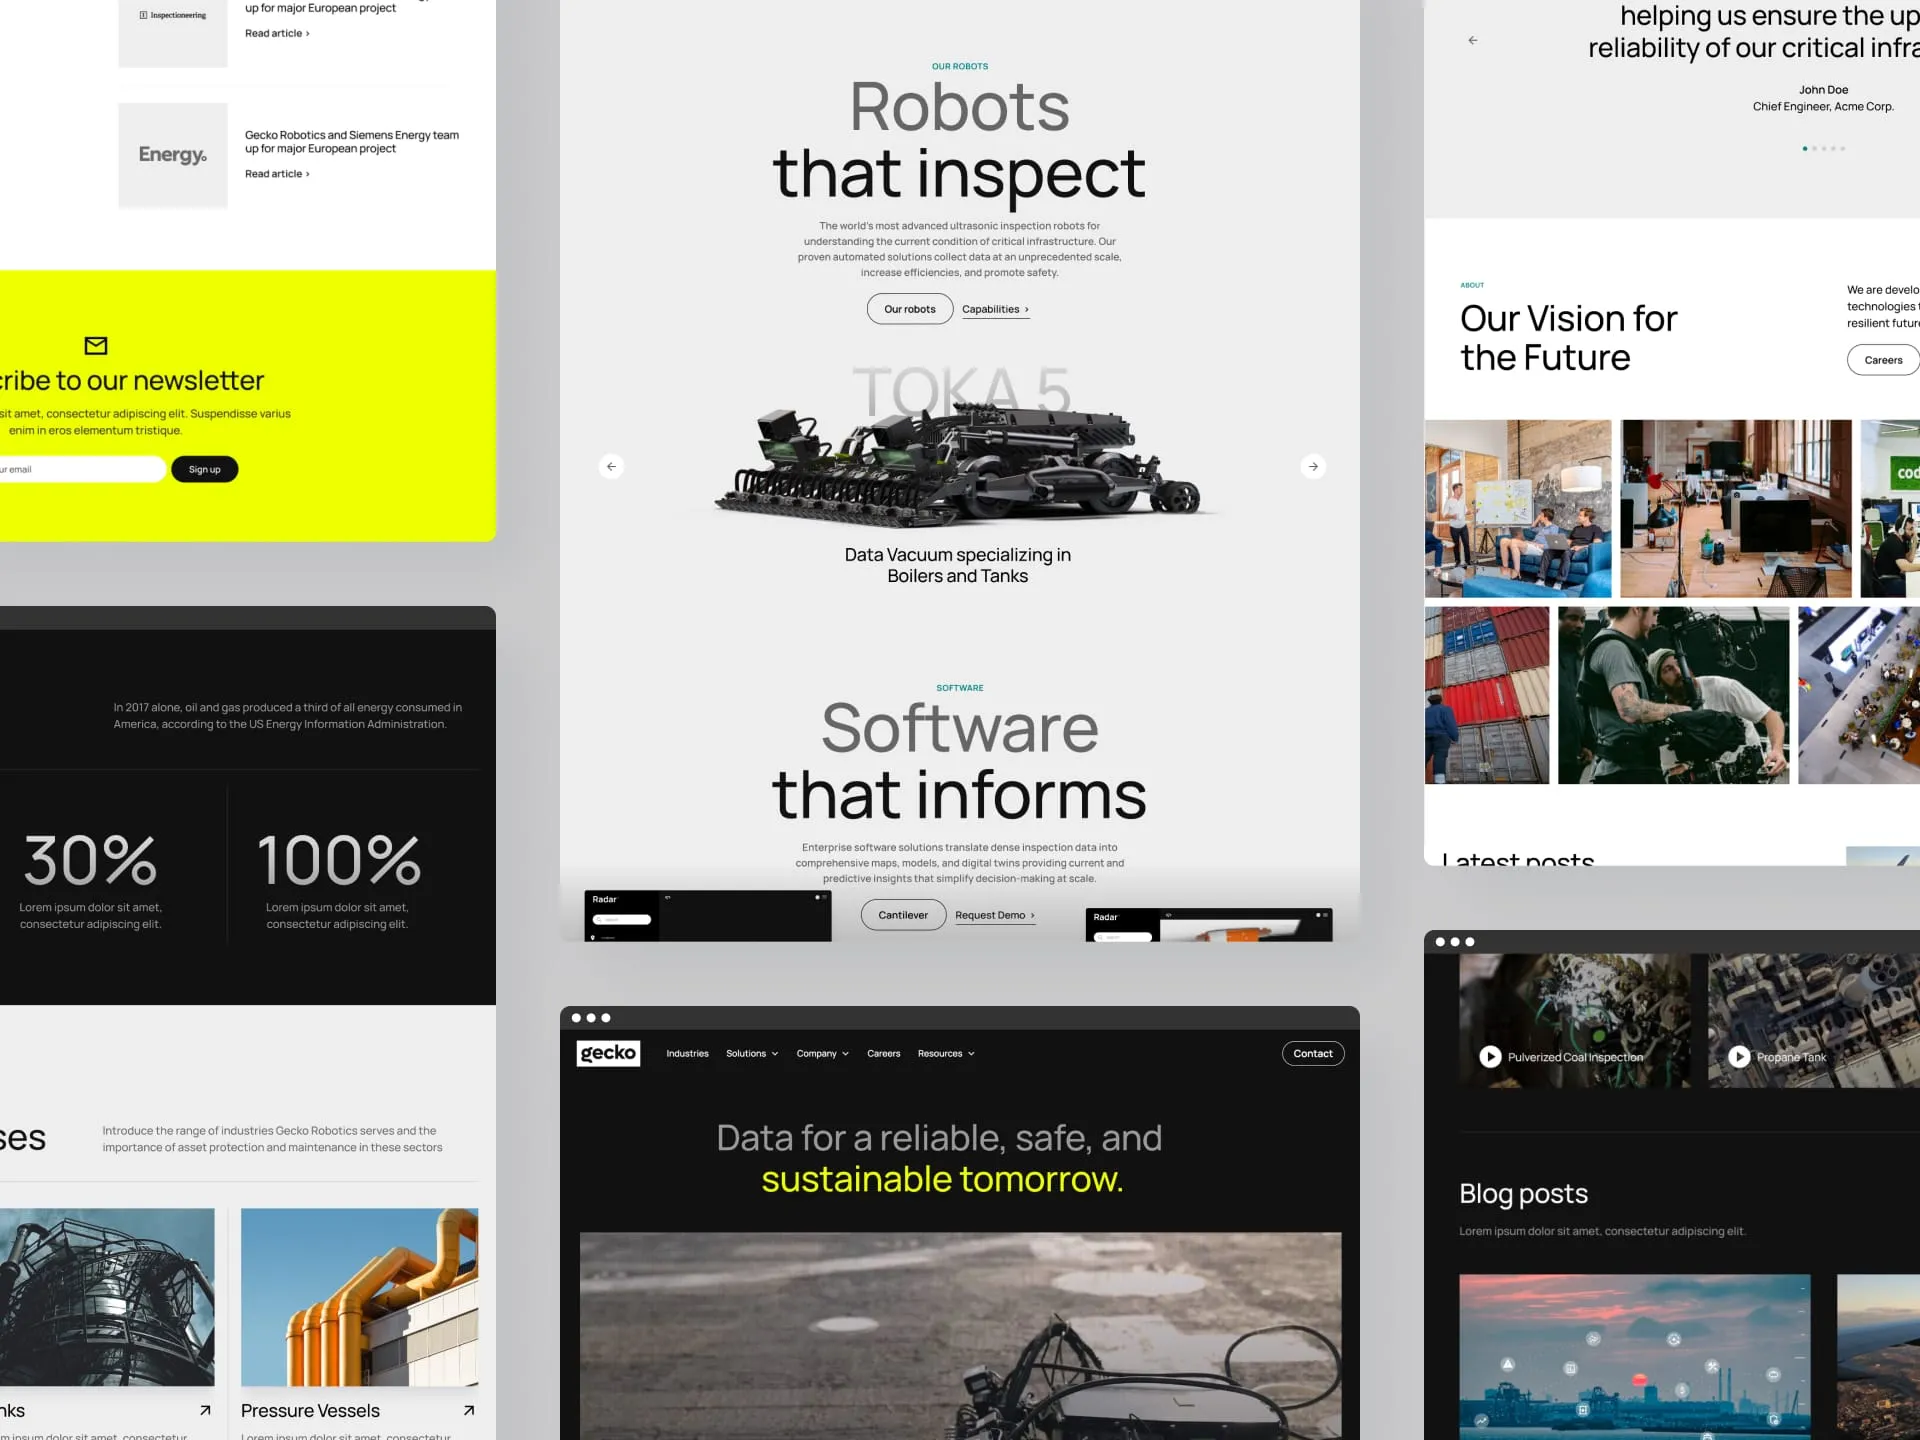 Inspectioneering
up for major European project
Read article ›
Energy
Gecko Robotics and Siemens Energy team
up for major European project
Read article ›
cribe to our newsletter
sit amet, consectetur adipiscing elit. Suspendisse varius
enim in eros elementum tristique.
ur email
Sign up
In 2017 alone, oil and gas produced a third of all energy consumed in
America, according to the US Energy Information Administration.
30%
Lorem ipsum dolor sit amet,
consectetur adipiscing elit.
100%
Lorem ipsum dolor sit amet,
consectetur adipiscing elit.
ses
Introduce the range of industries Gecko Robotics serves and the
importance of asset protection and maintenance in these sectors
nks
m ipsum dolor sit amet, consectetur
Pressure Vessels
Lorem ipsum dolor sit amet, consectetur
OUR ROBOTS
Robots
that inspect
The world's most advanced ultrasonic inspection robots for
understanding the current condition of critical infrastructure. Our
proven automated solutions collect data at an unprecedented scale,
increase efficiencies, and promote safety.
Our robots
Capabilities ›
TOKA 5
Data Vacuum specializing in
Boilers and Tanks
SOFTWARE
Software
that informs
Enterprise software solutions translate dense inspection data into
comprehensive maps, models, and digital twins providing current and
predictive insights that simplify decision-making at scale.
Cantilever
Request Demo ›
Radar
Radar
gecko
Industries
Solutions
Company
Careers
Resources
Contact
Data for a reliable, safe, and
sustainable tomorrow.
helping us ensure the up
reliability of our critical infra
John Doe
Chief Engineer, Acme Corp.
ABOUT
Our Vision for
the Future
We are develo
technologies t
resilient future
Careers
cod
Latest posts
Pulverized Coal Inspection
Propane Tank
Blog posts
Lorem ipsum dolor sit amet, consectetur adipiscing elit.